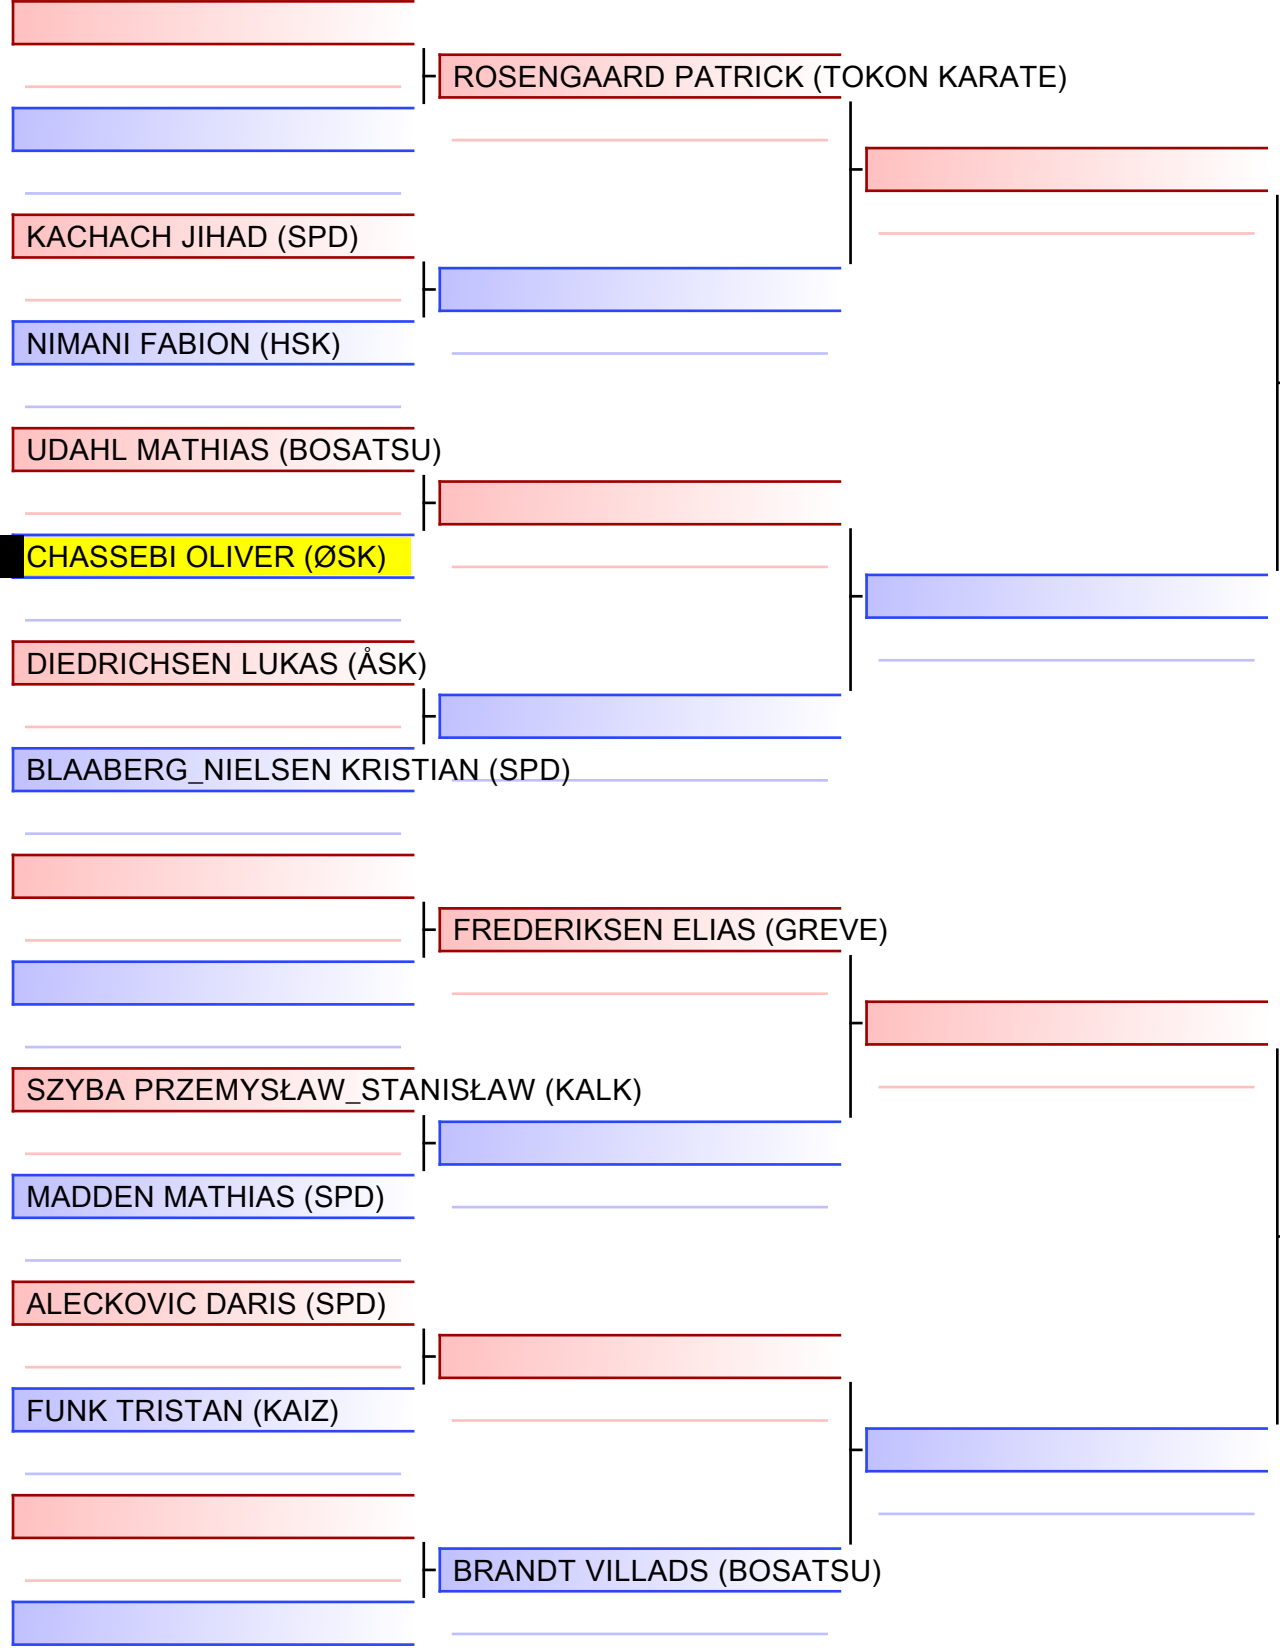 ROSENGAARD PATRICK (TOKON KARATE)
KACHACH JIHAD (SPD)
NIMANI FABION (HSK)
UDAHL MATHIAS (BOSATSU)
CHASSEBI OLIVER (ØSK)
DIEDRICHSEN LUKAS (ÅSK)
BLAABERG_NIELSEN KRISTIAN (SPD)
FREDERIKSEN ELIAS (GREVE)
SZYBA PRZEMYSŁAW_STANISŁAW (KALK)
MADDEN MATHIAS (SPD)
ALECKOVIC DARIS (SPD)
FUNK TRISTAN (KAIZ)
BRANDT VILLADS (BOSATSU)